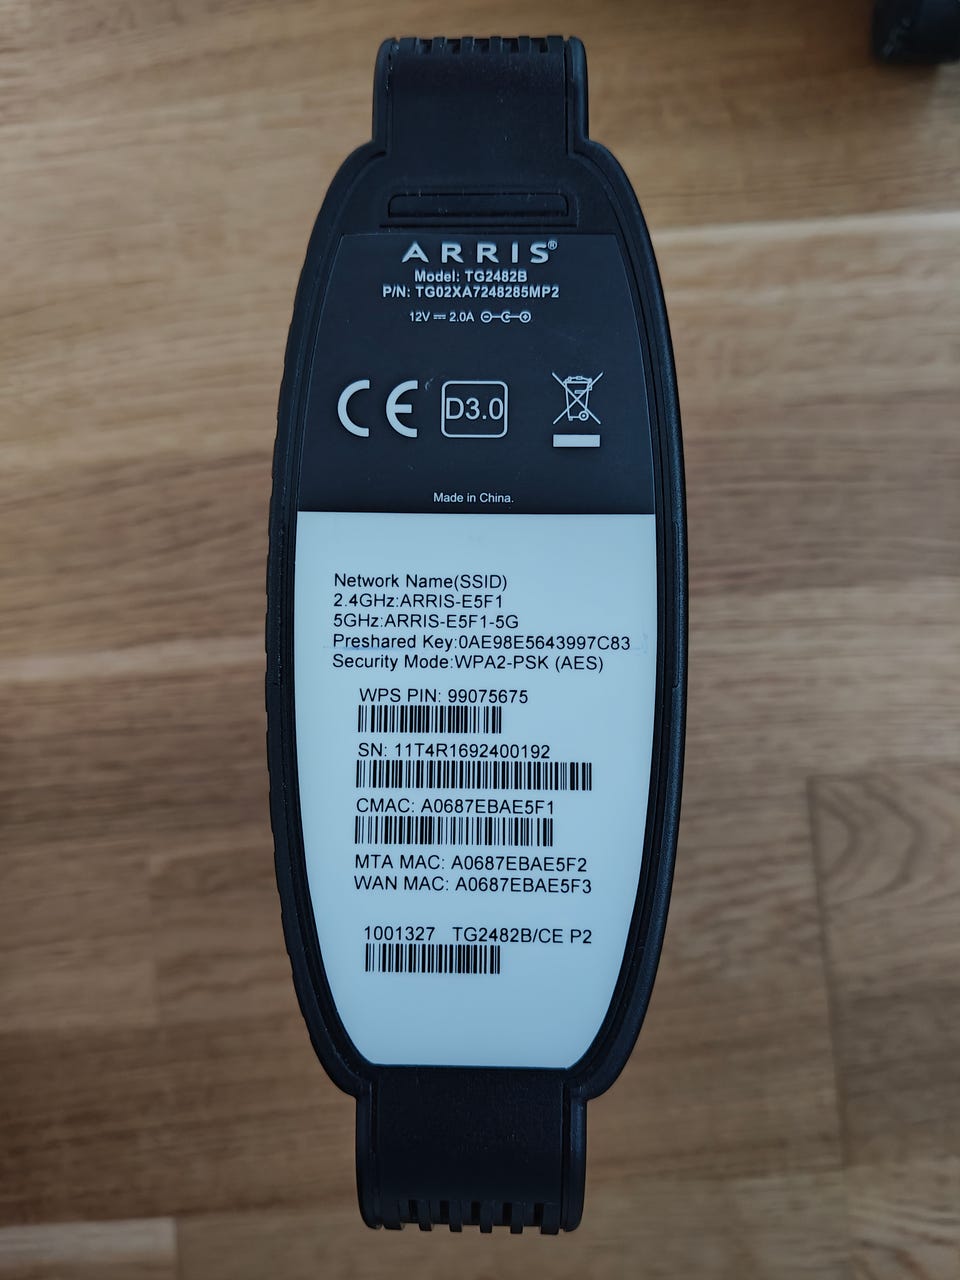 ARRIS®
Model: TG2482B
P/N: TG02XA7248285MP2
12V 2.0A
CE D3.0
Made in China.
Network Name(SSID)
2.4GHz:ARRIS-E5F1
5GHz:ARRIS-E5F1-5G
Preshared Key:0AE98E5643997C83
Security Mode:WPA2-PSK (AES)
WPS PIN: 99075675
SN: 11T4R1692400192
CMAC: A0687EBAE5F1
MTA MAC: A0687EBAE5F2
WAN MAC: A0687EBAE5F3
1001327 TG2482B/CE P2